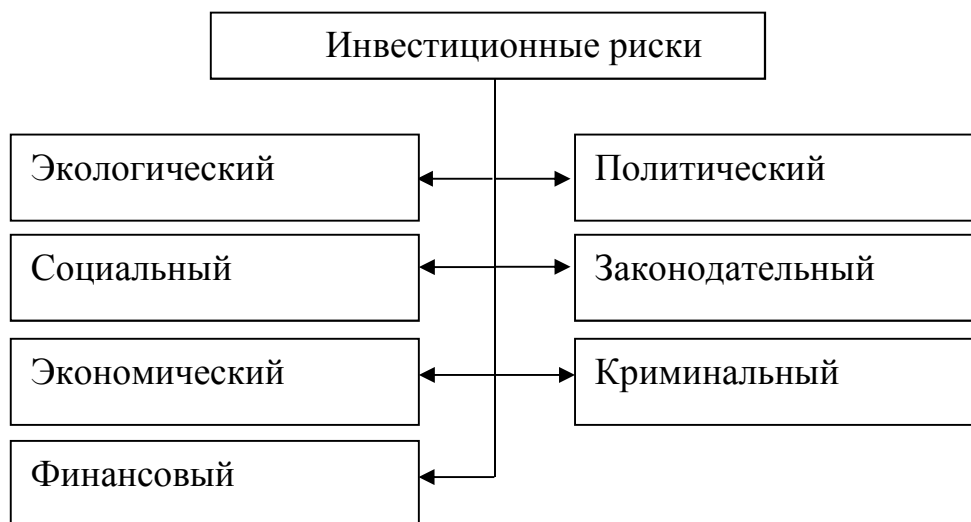 Инвестиционные риски
Экологический
Политический
Социальный
Законодательный
Экономический
Криминальный
Финансовый